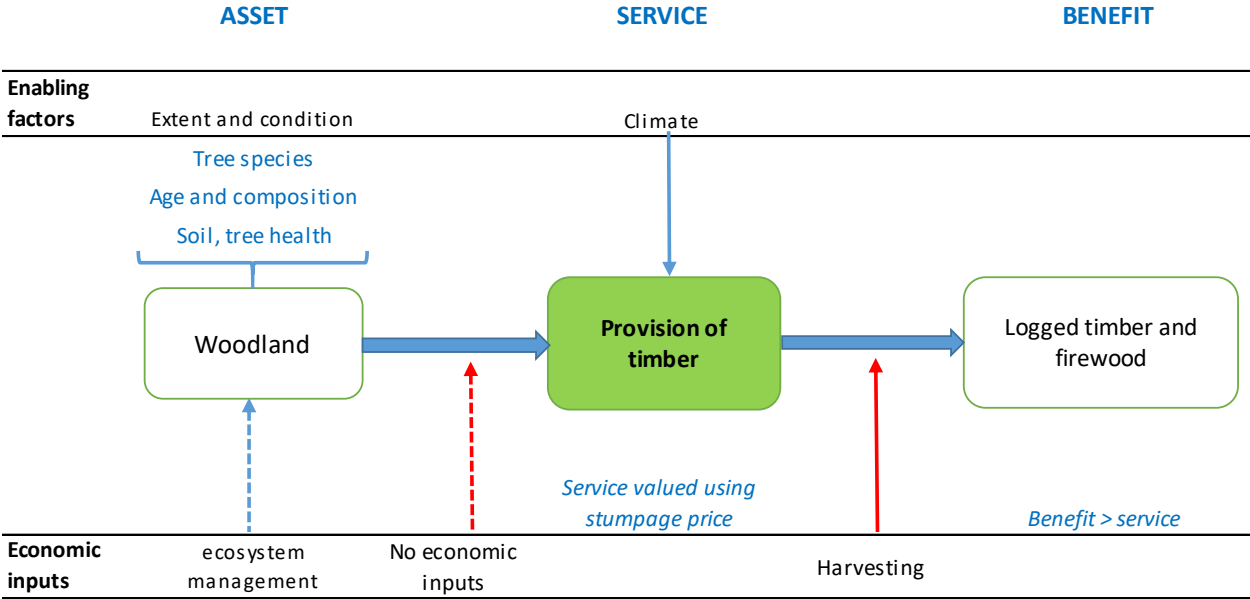 ASSET
SERVICE
BENEFIT
Enabling
factors
Extent and condition
Climate
Tree species
Age and composition
Soil, tree health
Woodland
Provision of
timber
Logged timber and
firewood
Service valued using
stumpage price
Benefit > service
Economic
inputs
ecosystem
management
No economic
inputs
Harvesting